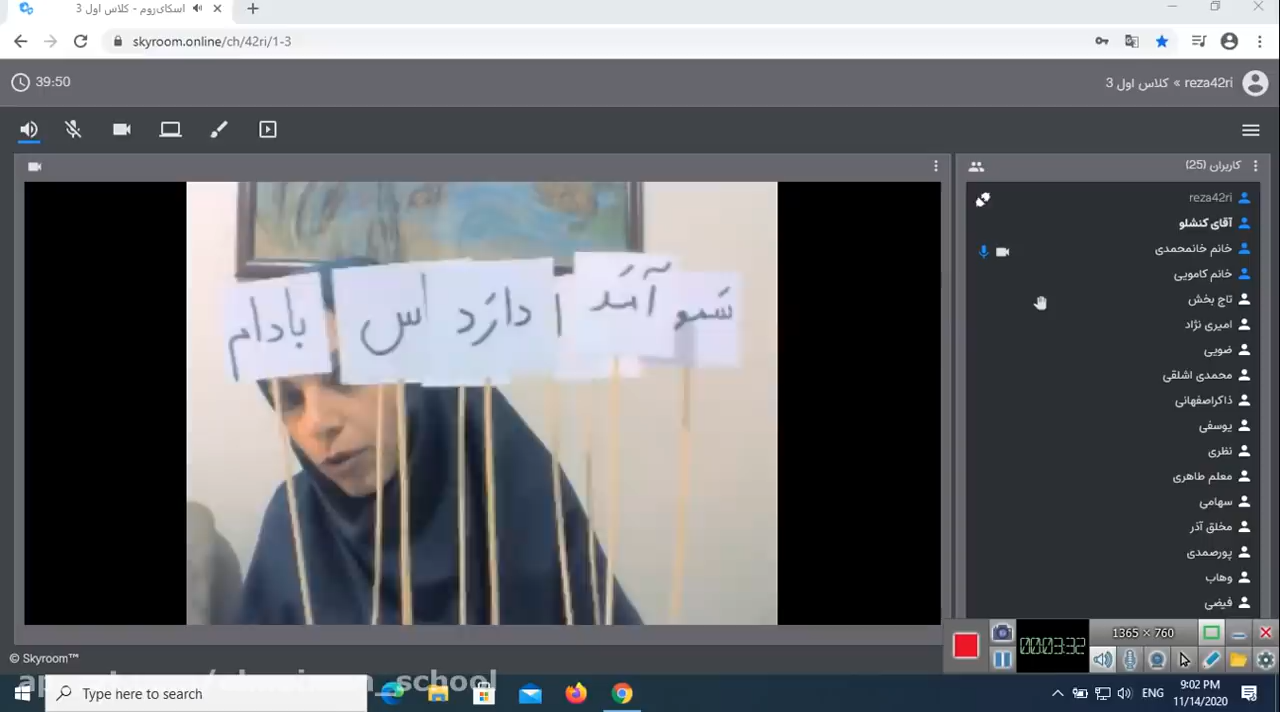 اسکای‌روم - کلاس اول 3
skyroom.online/ch/42ri/1-3
39:50
reza42ri » کلاس اول 3
کاربران (25)
reza42ri
آقای کنشلو
خانم خانمحمدی
خانم کامویی
تاج بخش
امیری نژاد
ضویی
محمدی اشلقی
ذاکراصفهانی
یوسفی
نظری
معلم طاهری
سهامی
مخلق آذر
پورصمدی
وهاب
فیضی
آمَد ا دارَد اس بادام
© Skyroom™
00:03:32
1365 × 760
_school
Type here to search
ENG
9:02 PM
11/14/2020